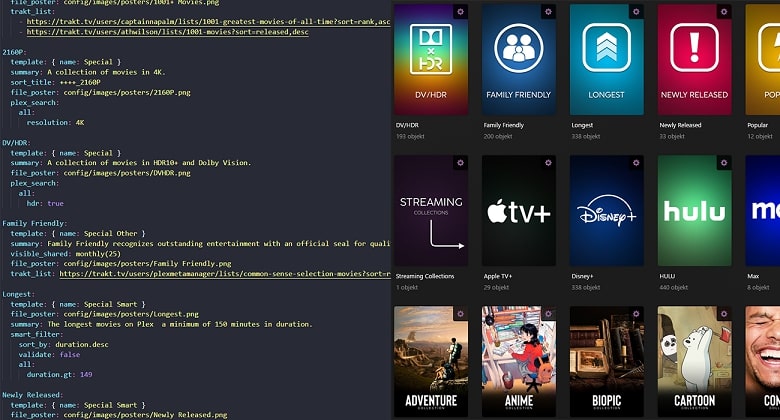 file_poster: config/images/posters/1001+ Movies.png
trakt_list:
- https://trakt.tv/users/captainnapalm/lists/1001-greatest-movies-of-all-time?sort=rank,asc
- https://trakt.tv/users/athwilson/lists/1001-movies?sort=released,desc
2160P:
template: { name: Special }
summary: A collection of movies in 4K.
sort_title: ++++_2160P
file_poster: config/images/posters/2160P.png
plex_search:
all:
resolution: 4K
DV/HDR:
template: { name: Special }
summary: A collection of movies in HDR10+ and Dolby Vision.
file_poster: config/images/posters/DVHDR.png
plex_search:
all:
hdr: true
Family Friendly:
template: { name: Special Other }
summary: Family Friendly recognizes outstanding entertainment with an official seal for quali
visible_shared: monthly(25)
file_poster: config/images/posters/Family Friendly.png
trakt_list: https://trakt.tv/users/plexmetamanager/lists/common-sense-selection-movies?sort=r
Longest:
template: { name: Special Smart }
file_poster: config/images/posters/Longest.png
summary: The longest movies on Plex a minimum of 150 minutes in duration.
smart_filter:
sort_by: duration.desc
validate: false
all:
duration.gt: 149
Newly Released:
template: { name: Special Smart }
file_poster: config/images/posters/Newly Released.png
X
HDR
DV/HDR
FAMILY FRIENDLY
LONGEST
NEWLY RELEASED
POP
DV/HDR
Family Friendly
Longest
Newly Released
Popular
193 objekt
200 objekt
338 objekt
33 objekt
12 objekt
STREAMING
COLLECTIONS
tv+
Disney+
hulu
Streaming Collections
Apple TV+
Disney+
HULU
Max
1 objekt
29 objekt
338 objekt
440 objekt
8 objekt
ADVENTURE
COLLECTION
ANIME
COLLECTION
BIOPIC
COLLECTION
CARTOON
COLLECTION